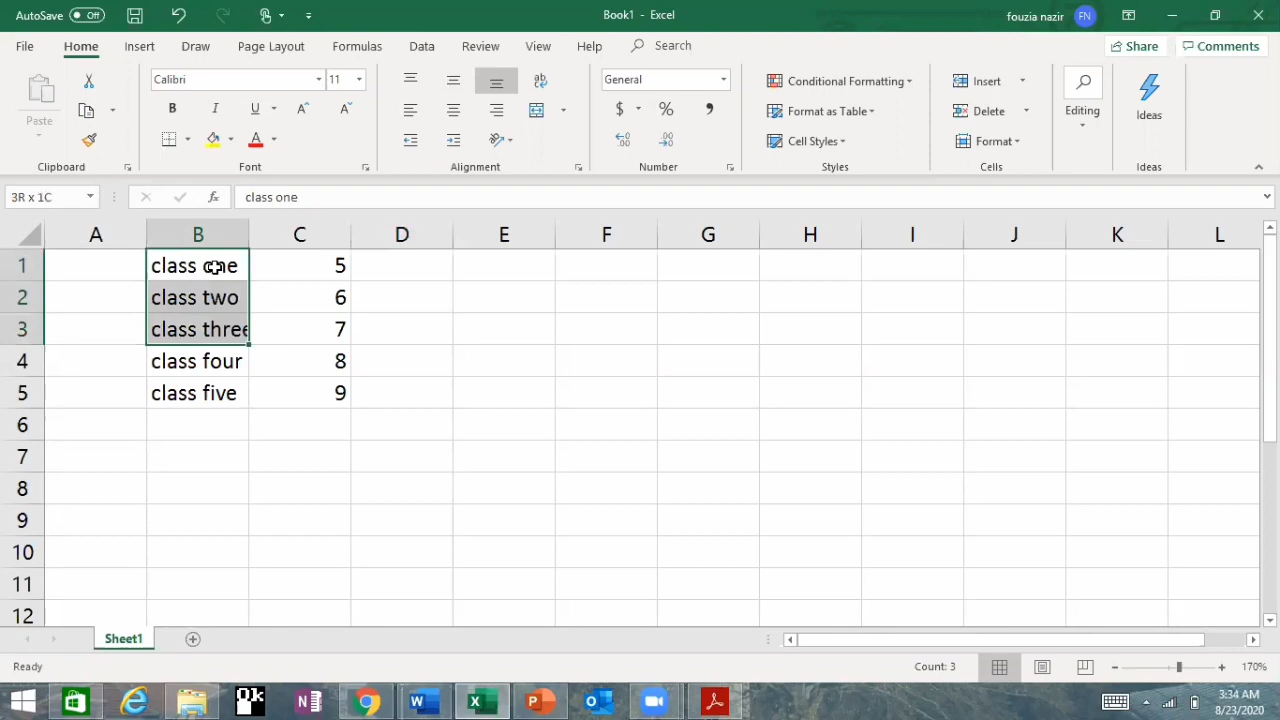 AutoSave Off
Book1 - Excel
fouzia nazir FN
File Home Insert Draw Page Layout Formulas Data Review View Help Search Share Comments
Paste
Calibri 11
B I U A A
A
General
$ % ,
Conditional Formatting
Format as Table
Cell Styles
Insert
Delete
Format
Editing
Ideas
Clipboard Font Alignment Number Styles Cells Ideas
3R x 1C fx class one
A B C D E F G H I J K L
1 class one 5
2 class two 6
3 class three 7
4 class four 8
5 class five 9
6
7
8
9
10
11
12
Sheet1
Ready Count: 3 170%
Ok
3:34 AM
8/23/2020